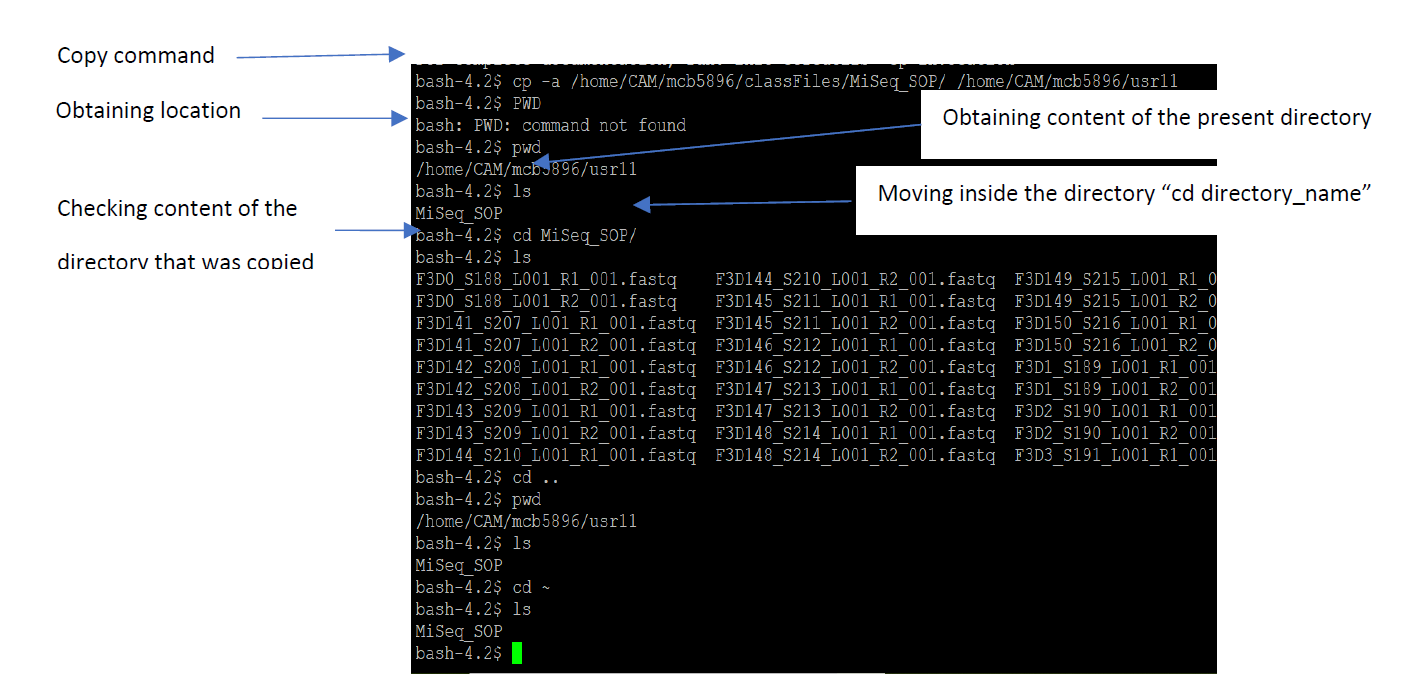 Copy command
Obtaining location
Checking content of the
directory that was copied
Obtaining content of the present directory
Moving inside the directory “cd directory_name”
bash-4.2$ cp -a /home/CAM/mcb5896/classFiles/MiSeq_SOP/ /home/CAM/mcb5896/usr11
bash-4.2$ PWD
bash: PWD: command not found
bash-4.2$ pwd
/home/CAM/mcb5896/usr11
bash-4.2$ ls
MiSeq_SOP
bash-4.2$ cd MiSeq_SOP/
bash-4.2$ ls
F3D0_S188_L001_R1_001.fastq F3D144_S210_L001_R2_001.fastq F3D149_S215_L001_R1_0
F3D0_S188_L001_R2_001.fastq F3D145_S211_L001_R1_001.fastq F3D149_S215_L001_R2_0
F3D141_S207_L001_R1_001.fastq F3D145_S211_L001_R2_001.fastq F3D150_S216_L001_R1_0
F3D141_S207_L001_R2_001.fastq F3D146_S212_L001_R1_001.fastq F3D150_S216_L001_R2_0
F3D142_S208_L001_R1_001.fastq F3D146_S212_L001_R2_001.fastq F3D1_S189_L001_R1_001
F3D142_S208_L001_R2_001.fastq F3D147_S213_L001_R1_001.fastq F3D1_S189_L001_R2_001
F3D143_S209_L001_R1_001.fastq F3D147_S213_L001_R2_001.fastq F3D2_S190_L001_R1_001
F3D143_S209_L001_R2_001.fastq F3D148_S214_L001_R1_001.fastq F3D2_S190_L001_R2_001
F3D144_S210_L001_R1_001.fastq F3D148_S214_L001_R2_001.fastq F3D3_S191_L001_R1_001
bash-4.2$ cd ..
bash-4.2$ pwd
/home/CAM/mcb5896/usr11
bash-4.2$ ls
MiSeq_SOP
bash-4.2$ cd ~
bash-4.2$ ls
MiSeq_SOP
bash-4.2$